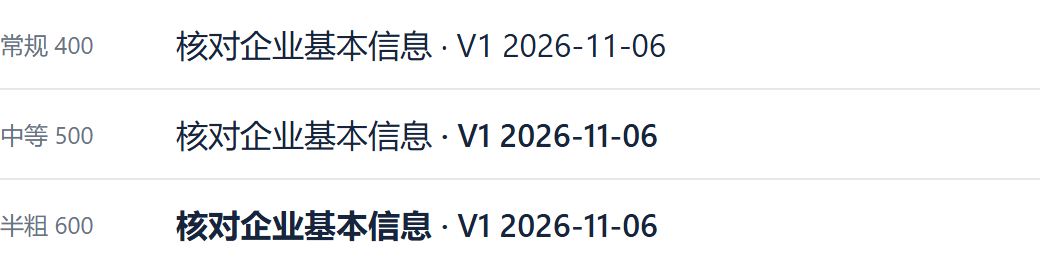 常规 400 核对企业基本信息 · V1 2026-11-06
中等 500 核对企业基本信息 · V1 2026-11-06
半粗 600 核对企业基本信息 · V1 2026-11-06